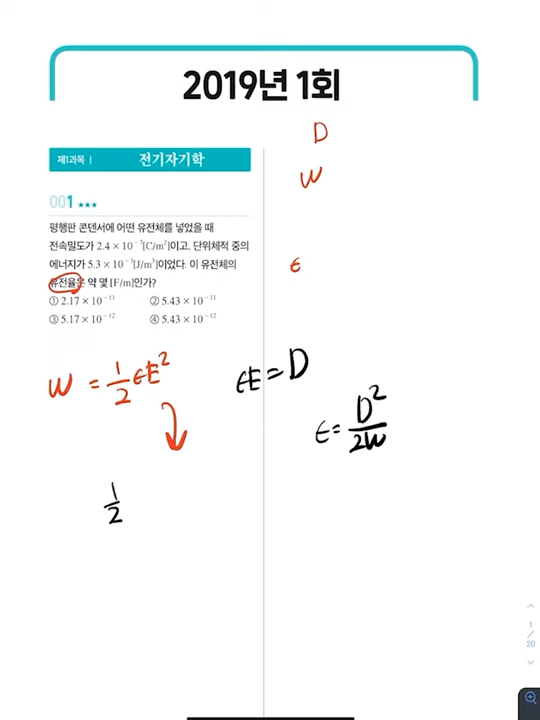 2019년 1회
제1과목 | 전기자기학
001 ★★★
평행판 콘덴서에 어떤 유전체를 넣었을 때
전속밀도가 2.4 × 10⁻⁷[C/m²]이고, 단위체적 중의
에너지가 5.3 × 10⁻³[J/m³]이었다. 이 유전체의
유전율은 약 몇 [F/m]인가?
① 2.17 × 10⁻¹¹ ② 5.43 × 10⁻¹¹
③ 5.17 × 10⁻¹² ④ 5.43 × 10⁻¹²
D
W
ϵ
W = 1/2 ϵE²
ϵE = D
ϵ = D²/2W
1/2
1
/
20